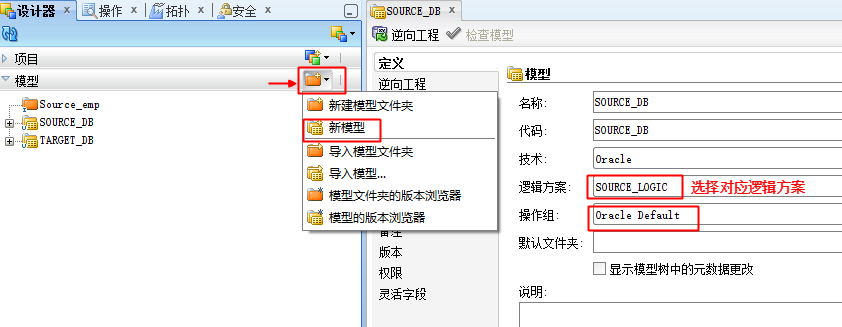 设计器 操作 拓扑 安全
项目
模型
Source_emp
SOURCE_DB
TARGET_DB
新建模型文件夹
新模型
导入模型文件夹
导入模型...
模型文件夹的版本浏览器
模型的版本浏览器
SOURCE_DB
逆向工程 检查模型
定义
逆向工程
版本
权限
灵活字段
模型
名称: SOURCE_DB
代码: SOURCE_DB
技术: Oracle
逻辑方案: SOURCE_LOGIC 选择对应逻辑方案
操作组: Oracle Default
默认文件夹:
显示模型树中的元数据更改
说明: